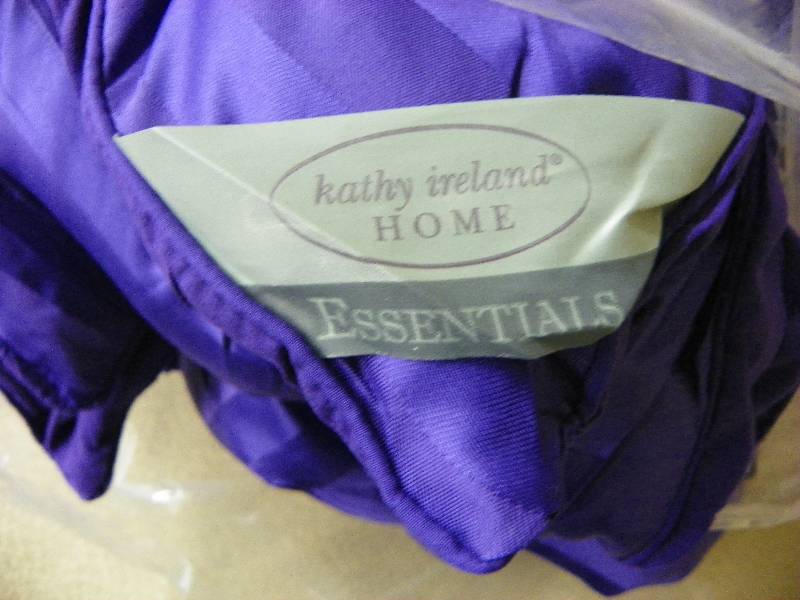 kathy ireland®
HOME
ESSENTIALS